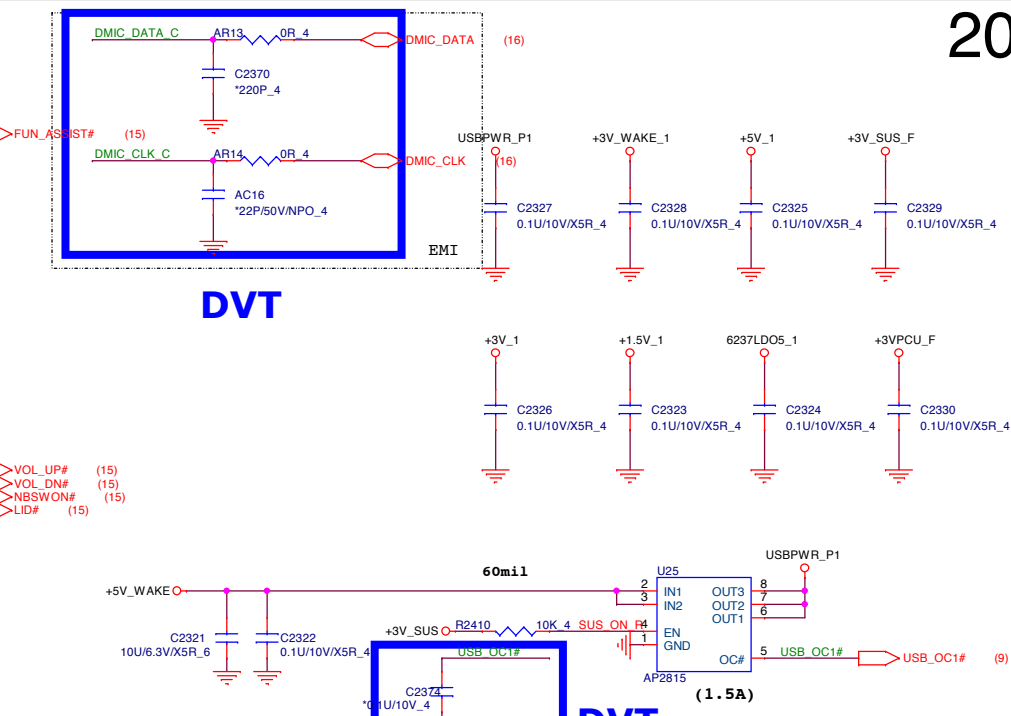 20
DMIC_DATA_C
AR13
0R_4
DMIC_DATA
(16)
C2370
*220P_4
FUN_ASSIST#
(15)
DMIC_CLK_C
AR14
0R_4
DMIC_CLK
(16)
AC16
*22P/50V/NPO_4
EMI
DVT
USBPWR_P1
+3V_WAKE_1
+5V_1
+3V_SUS_F
C2327
0.1U/10V/X5R_4
C2328
0.1U/10V/X5R_4
C2325
0.1U/10V/X5R_4
C2329
0.1U/10V/X5R_4
+3V_1
+1.5V_1
6237LDO5_1
+3VPCU_F
C2326
0.1U/10V/X5R_4
C2323
0.1U/10V/X5R_4
C2324
0.1U/10V/X5R_4
C2330
0.1U/10V/X5R_4
VOL_UP# (15)
VOL_DN# (15)
NBSWON# (15)
LID# (15)
USBPWR_P1
60mil
U25
+5V_WAKE
2 IN1 OUT3 8
3 IN2 OUT2 7
OUT1 6
+3V_SUS
R2410
10K_4
SUS_ON_R
4 EN
1 GND
C2321
10U/6.3V/X5R_6
C2322
0.1U/10V/X5R_4
USB_OC1#
OC# 5
USB_OC1#
USB_OC1#
(9)
AP2815
(1.5A)
C2374
*0.1U/10V_4
DVT